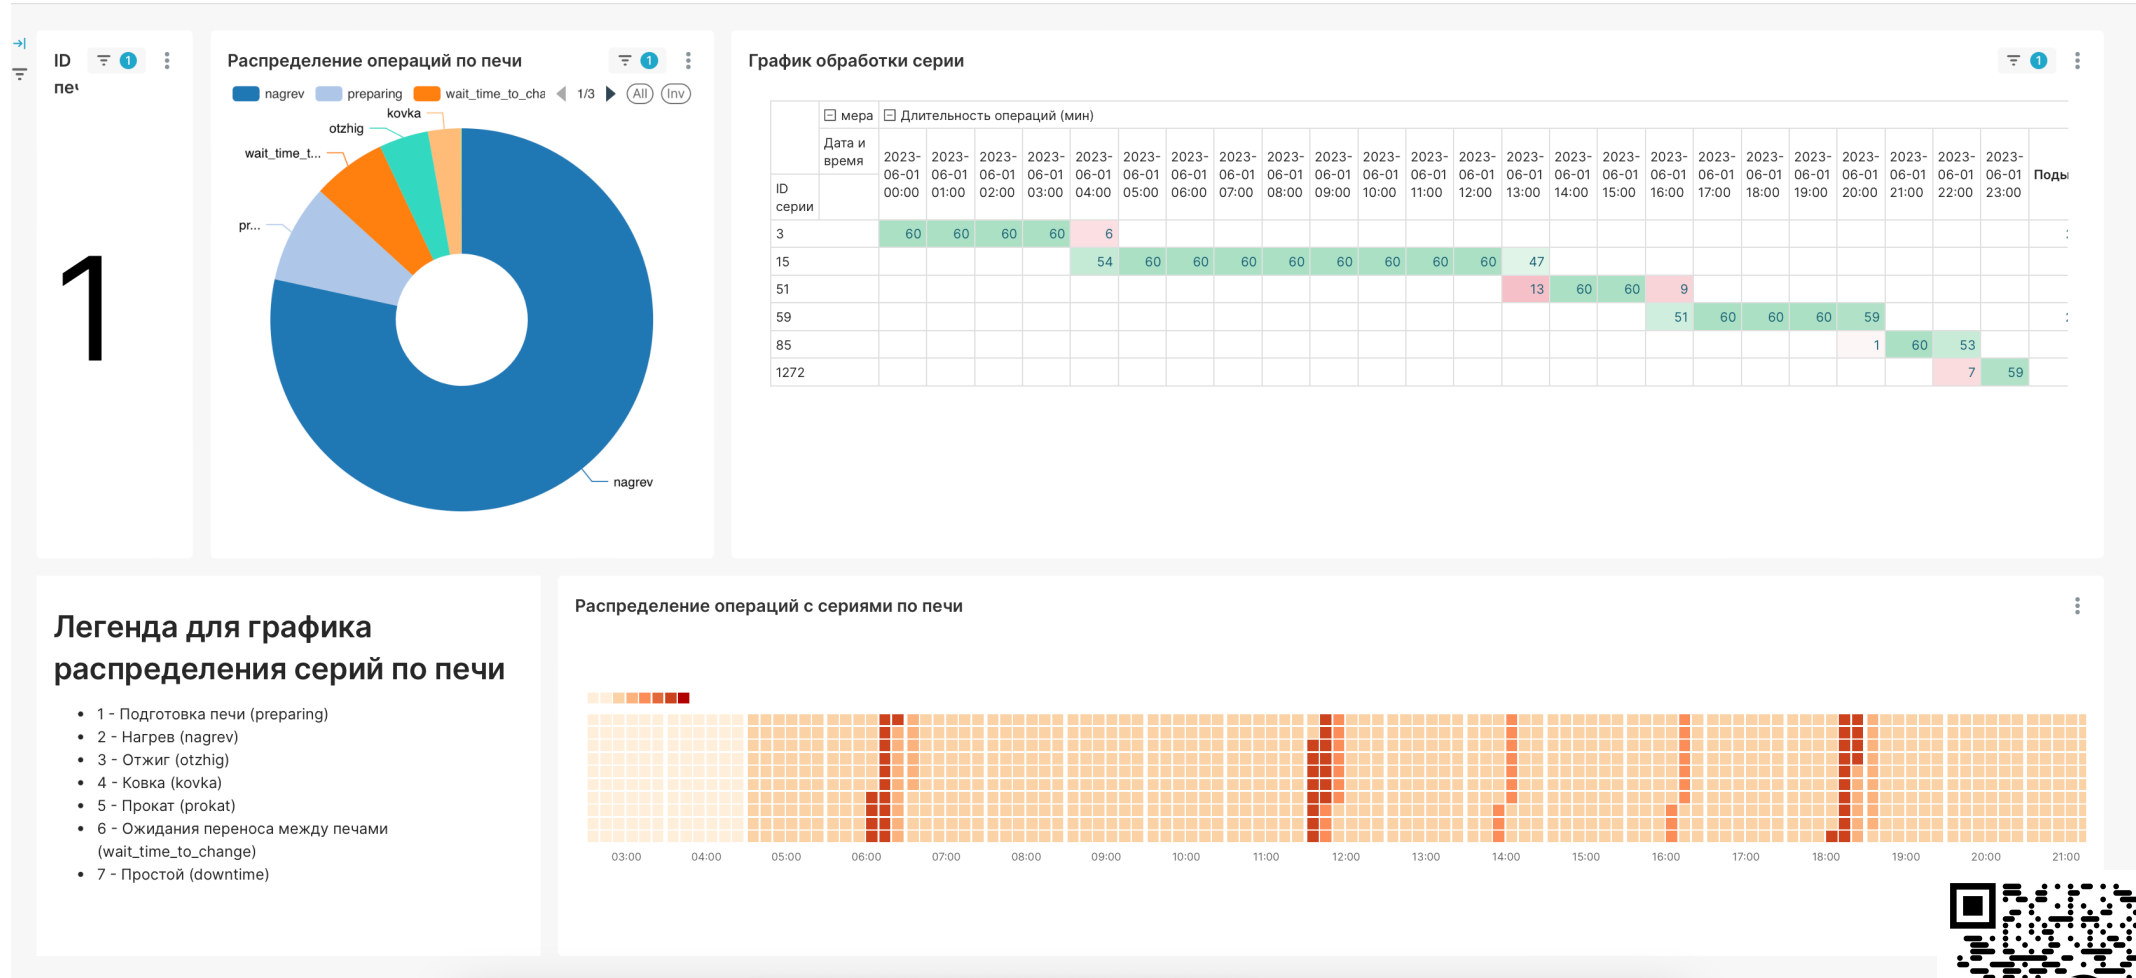 ID
1
печ
1
Распределение операций по печи
1
nagrev preparing wait_time_to_cha 1/3 All Inv
kovka
otzhig
wait_time_t...
pr...
nagrev
График обработки серии
1
мера Длительность операций (мин)
Дата и время
2023-06-01 00:00 2023-06-01 01:00 2023-06-01 02:00 2023-06-01 03:00 2023-06-01 04:00 2023-06-01 05:00 2023-06-01 06:00 2023-06-01 07:00 2023-06-01 08:00 2023-06-01 09:00 2023-06-01 10:00 2023-06-01 11:00 2023-06-01 12:00 2023-06-01 13:00 2023-06-01 14:00 2023-06-01 15:00 2023-06-01 16:00 2023-06-01 17:00 2023-06-01 18:00 2023-06-01 19:00 2023-06-01 20:00 2023-06-01 21:00 2023-06-01 22:00 2023-06-01 23:00
ID серии
3 60 60 60 60 6
15 54 60 60 60 60 60 60 60 60 47
51 13 60 60 9
59 51 60 60 60 59
85 1 60 53
1272 7 59
Легенда для графика
распределения серий по печи
• 1 - Подготовка печи (preparing)
• 2 - Нагрев (nagrev)
• 3 - Отжиг (otzhig)
• 4 - Ковка (kovka)
• 5 - Прокат (prokat)
• 6 - Ожидания переноса между печами
(wait_time_to_change)
• 7 - Простой (downtime)
Распределение операций с сериями по печи
03:00 04:00 05:00 06:00 07:00 08:00 09:00 10:00 11:00 12:00 13:00 14:00 15:00 16:00 17:00 18:00 19:00 20:00 21:00